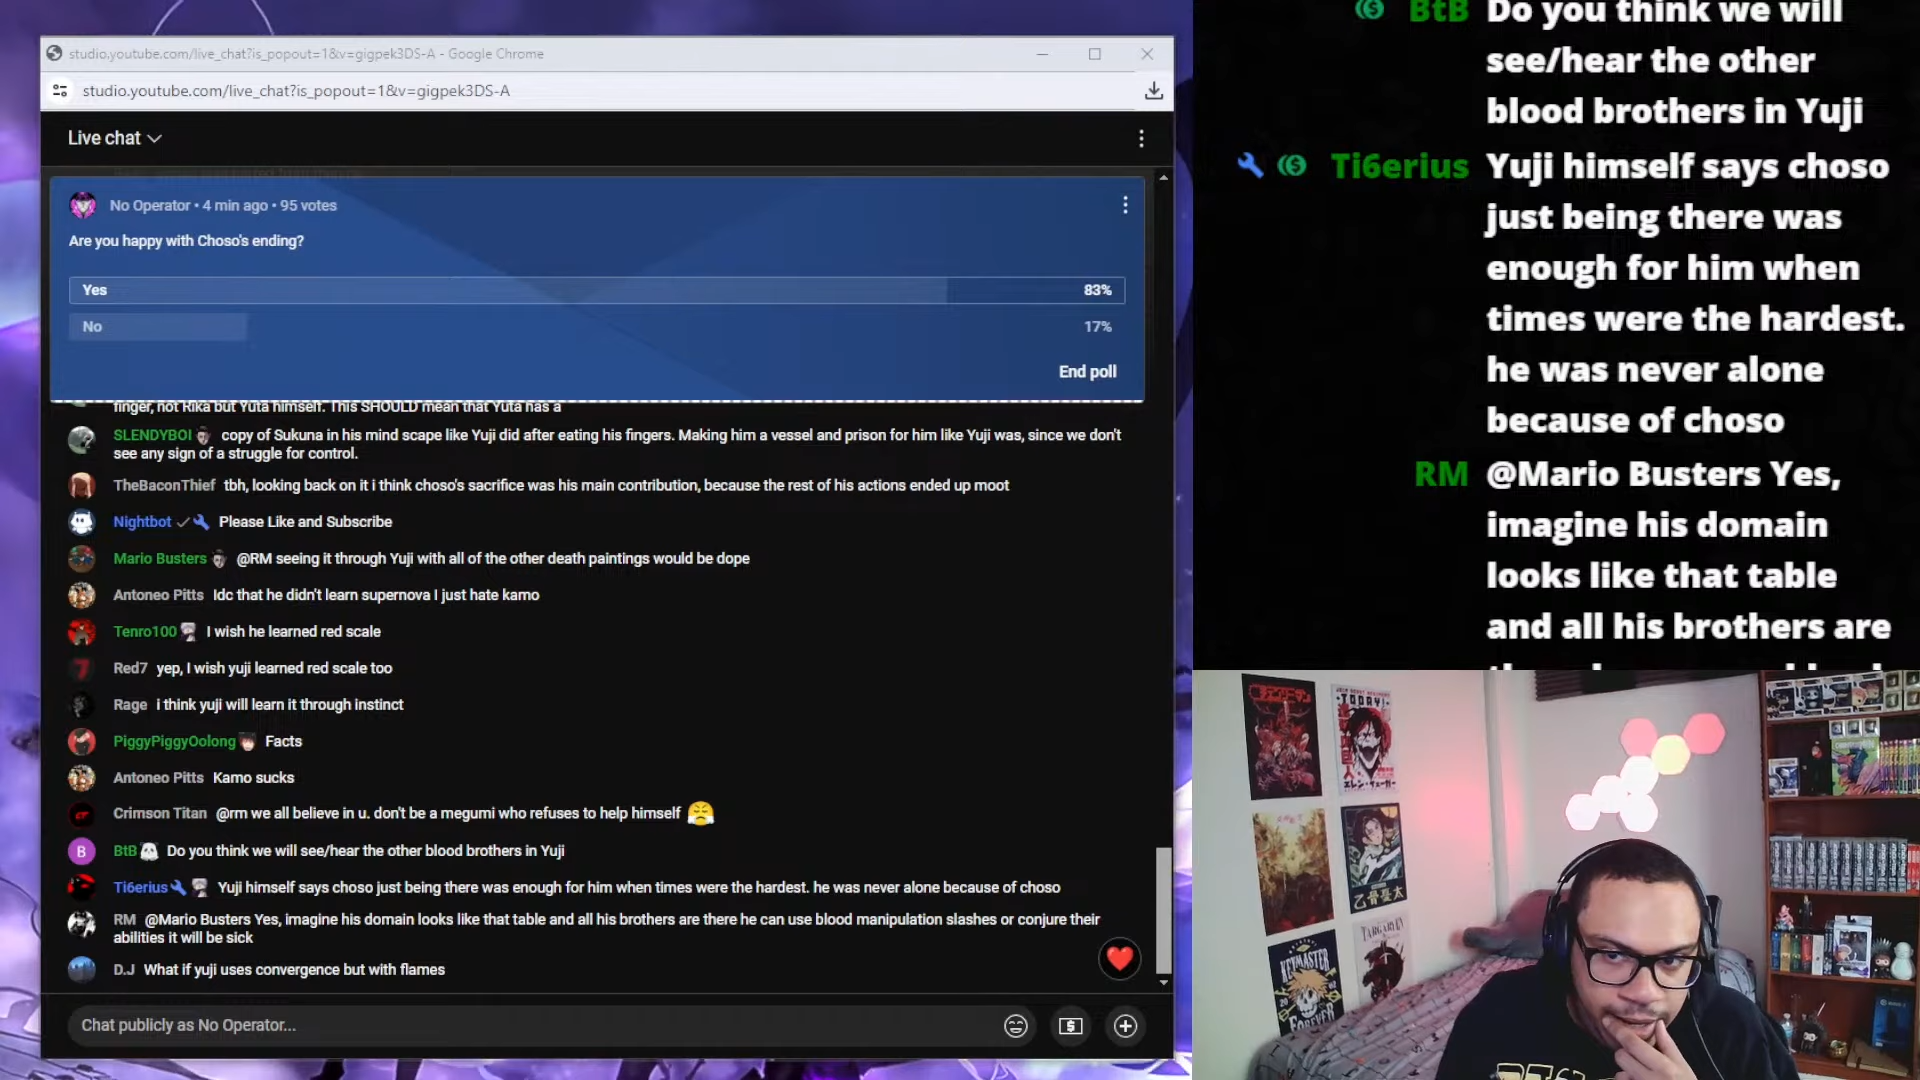 studio.youtube.com/live_chat?is_popout=1&v=gigpek3DS-A - Google Chrome
studio.youtube.com/live_chat?is_popout=1&v=gigpek3DS-A
Live chat
No Operator • 4 min ago • 95 votes
Are you happy with Choso's ending?
Yes 83%
No 17%
End poll
finger, not Rika but Yuta himself. This SHOULD mean that Yuta has a
SLENDYBOI copy of Sukuna in his mind scape like Yuji did after eating his fingers. Making him a vessel and prison for him like Yuji was, since we don't
see any sign of a struggle for control.
TheBaconThief tbh, looking back on it i think choso's sacrifice was his main contribution, because the rest of his actions ended up moot
Nightbot Please Like and Subscribe
Mario Busters @RM seeing it through Yuji with all of the other death paintings would be dope
Antoneo Pitts Idc that he didn't learn supernova I just hate kamo
Tenro100 I wish he learned red scale
Red7 yep, I wish yuji learned red scale too
Rage i think yuji will learn it through instinct
PiggyPiggyOolong Facts
Antoneo Pitts Kamo sucks
Crimson Titan @rm we all believe in u. don't be a megumi who refuses to help himself
B
BtB Do you think we will see/hear the other blood brothers in Yuji
Ti6erius Yuji himself says choso just being there was enough for him when times were the hardest. he was never alone because of choso
RM @Mario Busters Yes, imagine his domain looks like that table and all his brothers are there he can use blood manipulation slashes or conjure their
abilities it will be sick
D.J What if yuji uses convergence but with flames
Chat publicly as No Operator...
BtB Do you think we will
see/hear the other
blood brothers in Yuji
Ti6erius Yuji himself says choso
just being there was
enough for him when
times were the hardest.
he was never alone
because of choso
RM @Mario Busters Yes,
imagine his domain
looks like that table
and all his brothers are
TODAY!
乙骨憂太
TARGARYEN
KEYMASTER
FOREVER